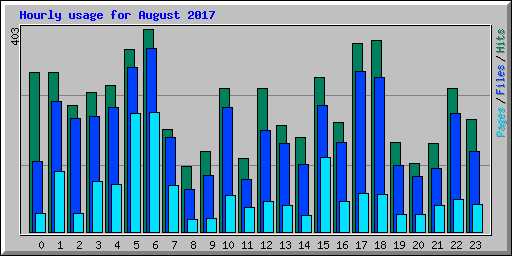 Hourly usage for August 2017
403
Pages/Files/Hits
0 1 2 3 4 5 6 7 8 9 10 11 12 13 14 15 16 17 18 19 20 21 22 23